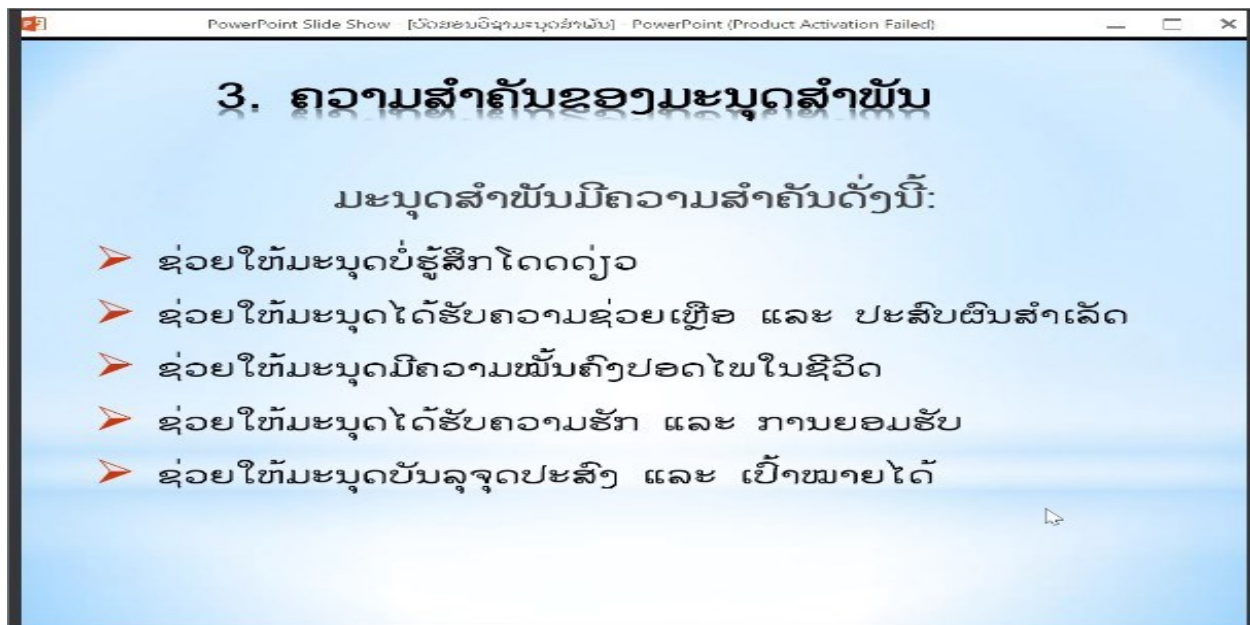 PowerPoint Slide Show - [ບົດສອນວິຊາມະນຸດສຳພັນ] - PowerPoint (Product Activation Failed)
3. ຄວາມສຳຄັນຂອງມະນຸດສຳພັນ
ມະນຸດສຳພັນມີຄວາມສຳຄັນດັ່ງນີ້:
ຊ່ວຍໃຫ້ມະນຸດບໍ່ຮູ້ສຶກໂດດດ່ຽວ
ຊ່ວຍໃຫ້ມະນຸດໄດ້ຮັບຄວາມຊ່ວຍເຫຼືອ ແລະ ປະສົບຜົນສຳເລັດ
ຊ່ວຍໃຫ້ມະນຸດມີຄວາມໝັ້ນຄົງປອດໄພໃນຊີວິດ
ຊ່ວຍໃຫ້ມະນຸດໄດ້ຮັບຄວາມຮັກ ແລະ ການຍອມຮັບ
ຊ່ວຍໃຫ້ມະນຸດບັນລຸຈຸດປະສົງ ແລະ ເປົ້າໝາຍໄດ້